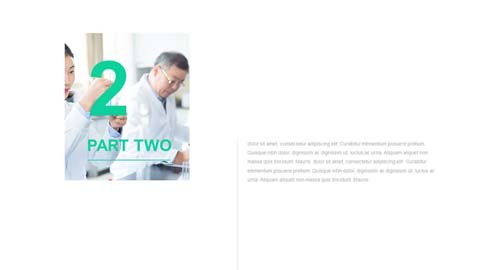 2
PART TWO
dolor sit amet, consectetur adipiscing elit. Curabitur elementum posuere pretium.
Quisque nibh dolor, dignissim ac dignissim ut, luctus ac urna. Aliquam aliquet non
massa quis tincidunt. Mauris dolor sit amet, consectetur adipiscing elit. Curabitur
elementum posuere pretium. Quisque nibh dolor, dignissim ac dignissim ut, luctus ac
urna. Aliquam aliquet non massa quis tincidunt. Mauris